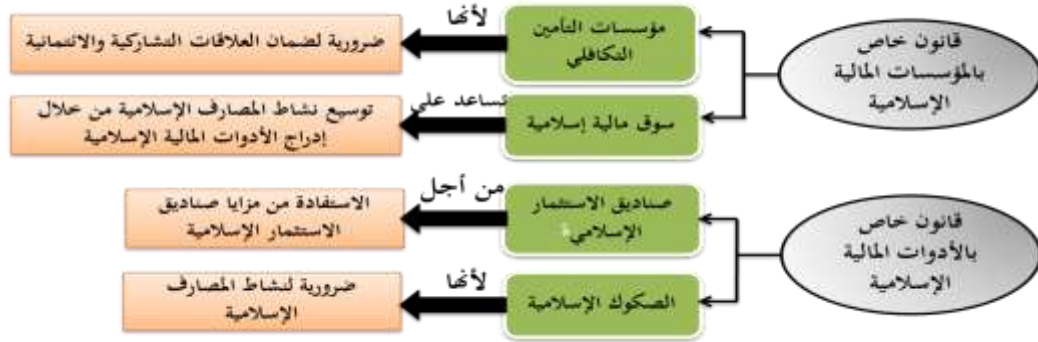 قانون خاص
بالمؤسسات المالية
الإسلامية
مؤسسات التأمين
التكافلي
لأنها
ضرورية لضمان العلاقات التشاركية والائتمانية
سوق مالية إسلامية
تساعد على
توسيع نشاط المصارف الإسلامية من خلال
إدراج الأدوات المالية الإسلامية
قانون خاص
بالأدوات المالية
الإسلامية
صناديق الاستثمار
الإسلامي
من أجل
الاستفادة من مزايا صناديق
الاستثمار الإسلامية
الصكوك الإسلامية
لأنها
ضرورية لنشاط المصارف
الإسلامية